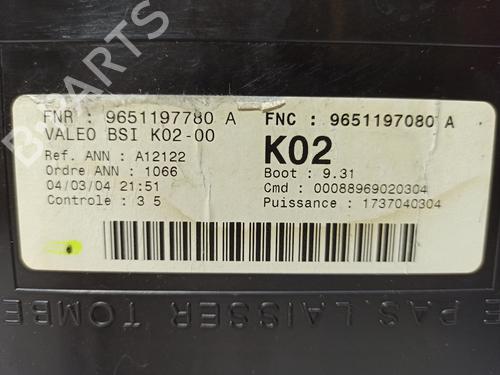 B-PARTS
FNR : 9651197780 A
FNC : 9651197080 A
VALEO BSI K02-00
K02
Ref. ANN : A12122
Ordre ANN : 1066
Boot : 9.31
04/03/04 21:51
Cmd : 00088969020304
Controle : 3 5
Puissance : 1737040304
E PAS LAISSER TOMBE